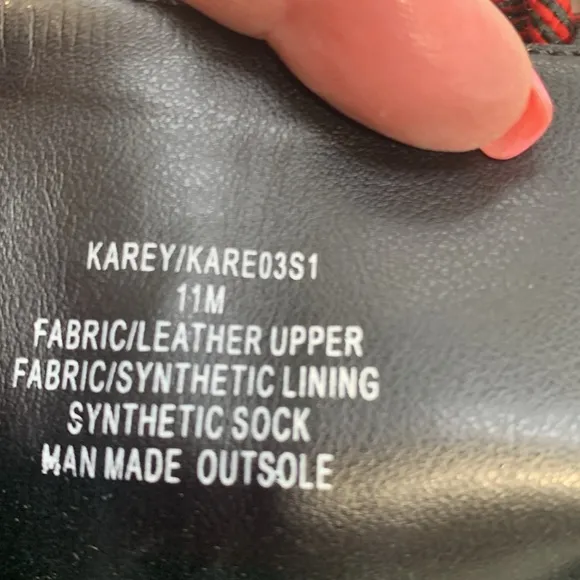 KAREY/KARE03S1
11M
FABRIC/LEATHER UPPER
FABRIC/SYNTHETIC LINING
SYNTHETIC SOCK
MAN MADE OUTSOLE